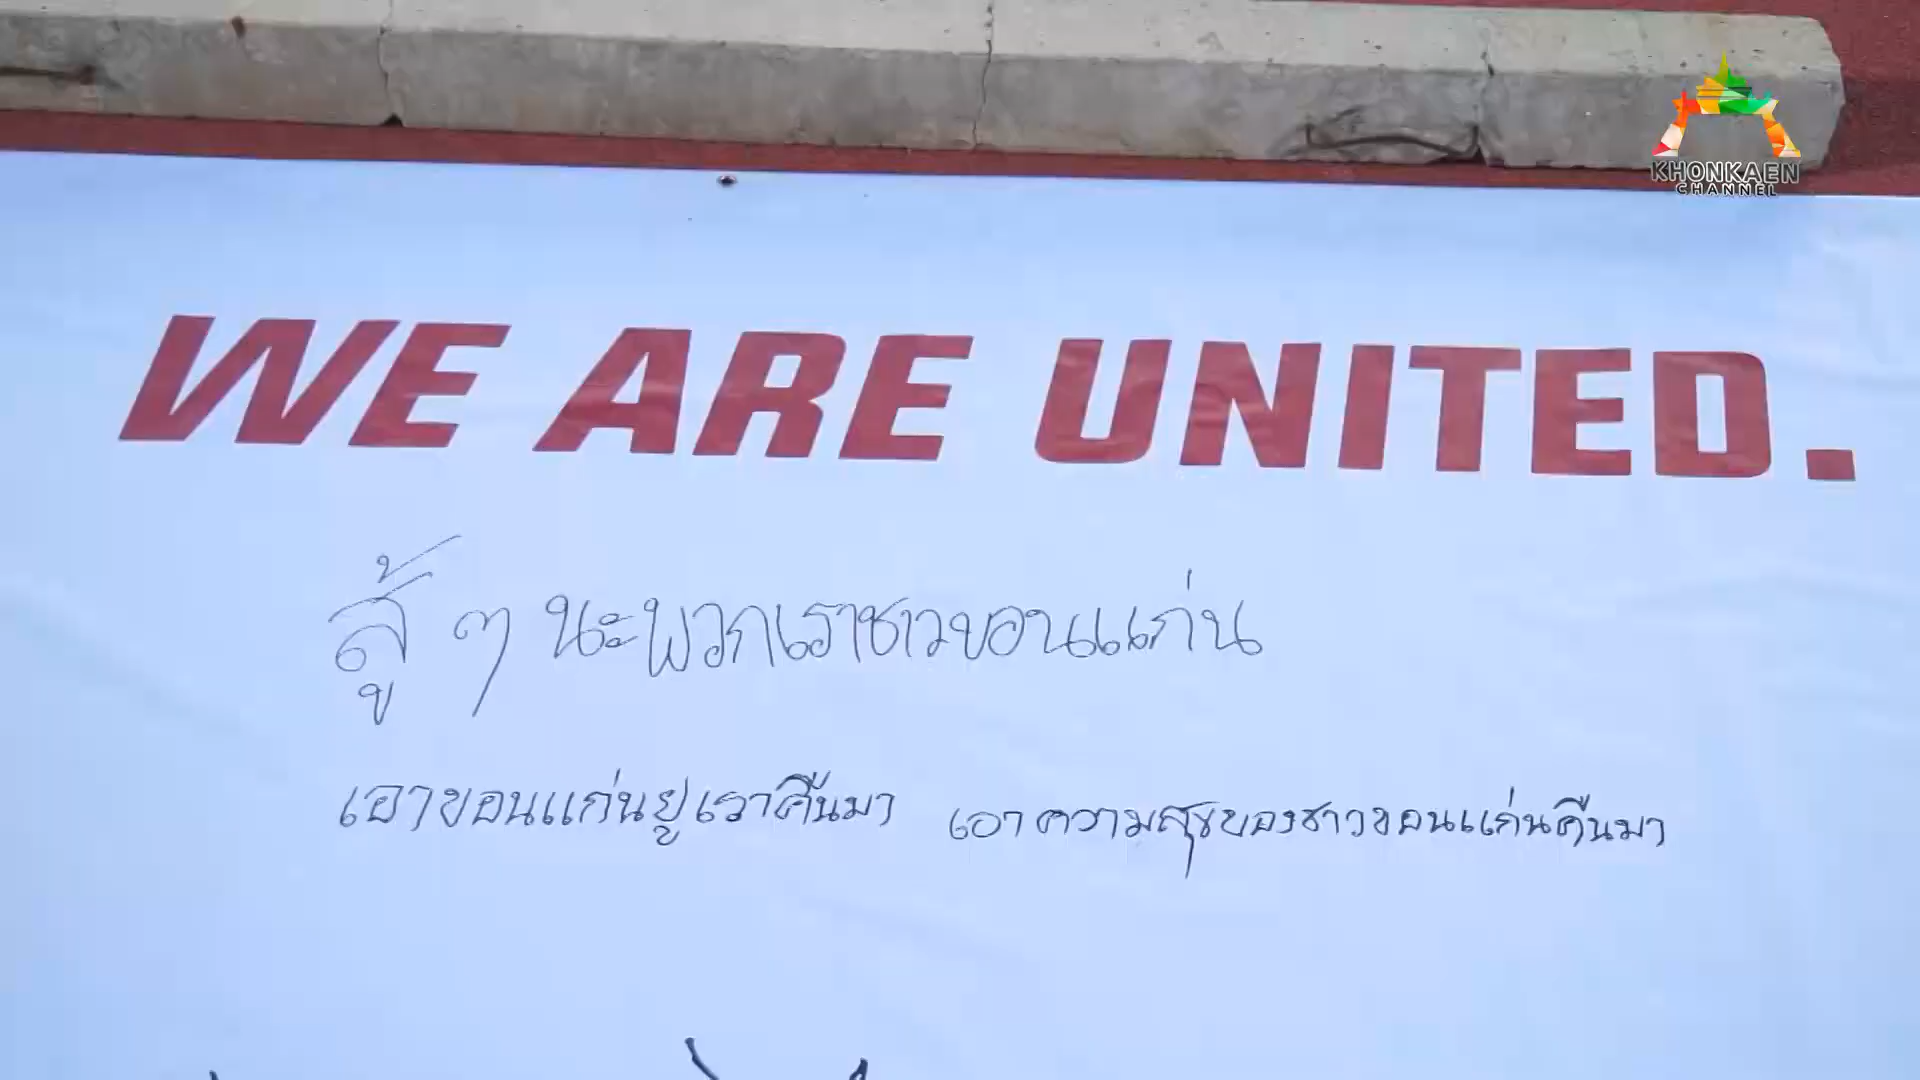 KHONKAEN
CHANNEL
WE ARE UNITED.
สู้ ๆ นะพวกเราชาวขอนแก่น
เอาขอนแก่นยูเราคืนมา เอาความสุขของชาวขอนแก่นคืนมา